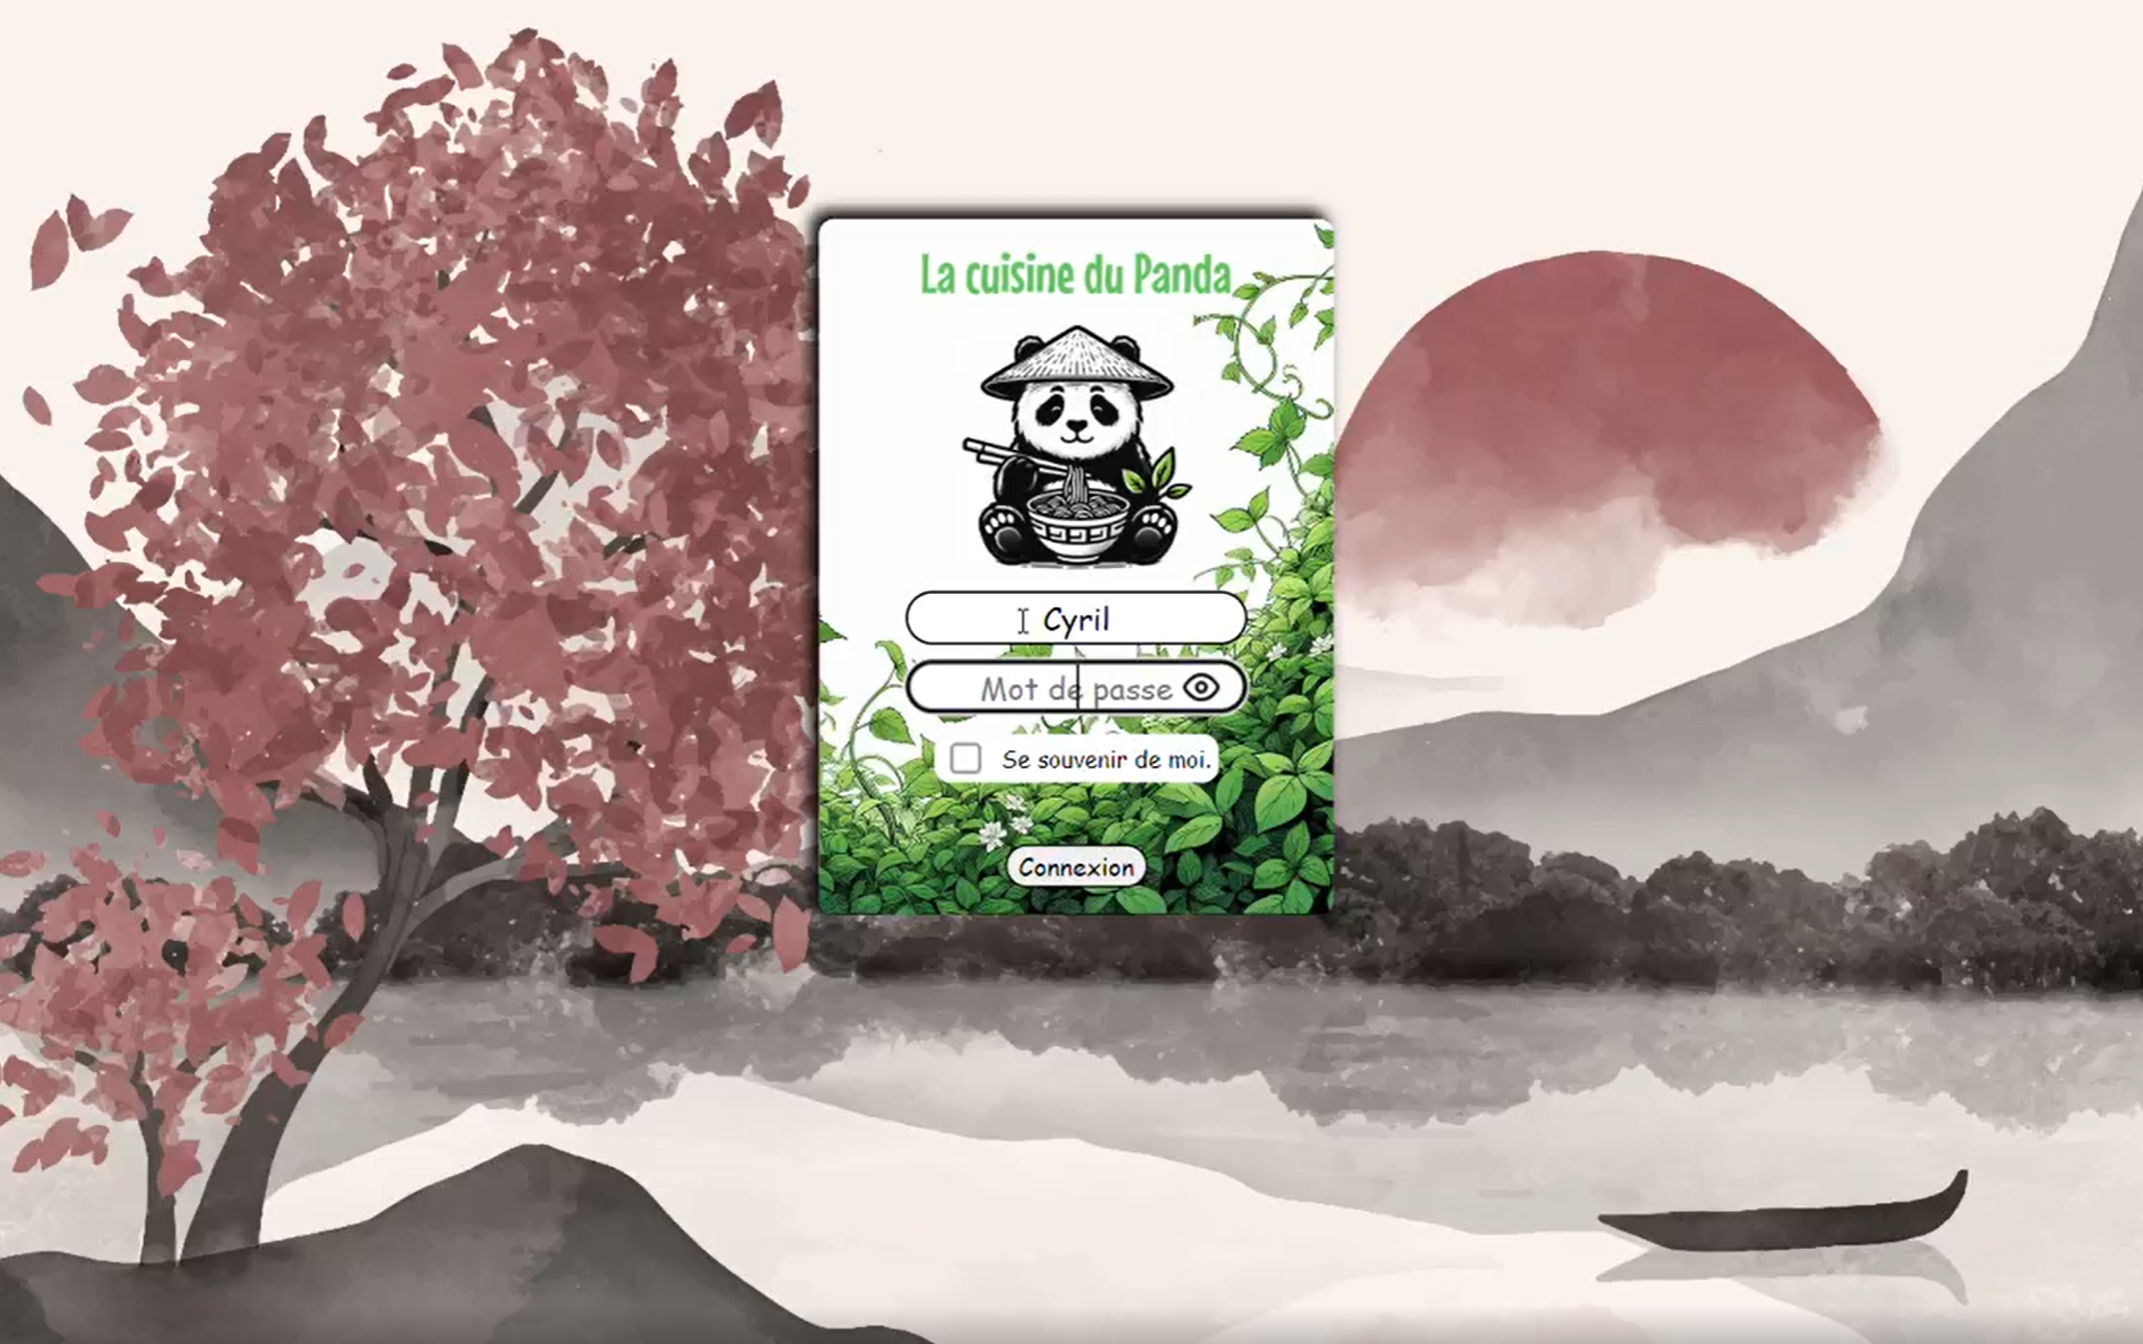 La cuisine du Panda
Cyril
Mot de passe
Se souvenir de moi.
Connexion